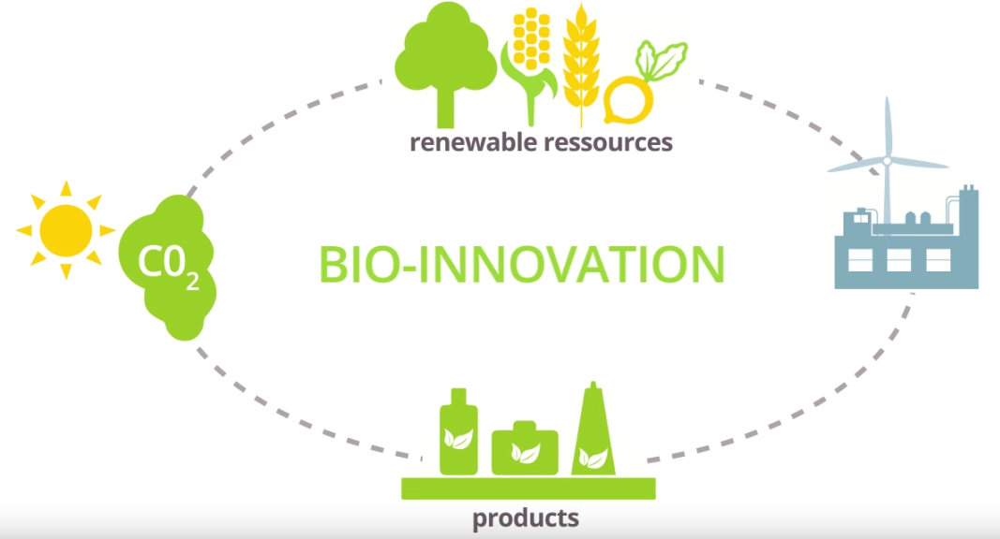 renewable ressources
C0₂
BIO-INNOVATION
products